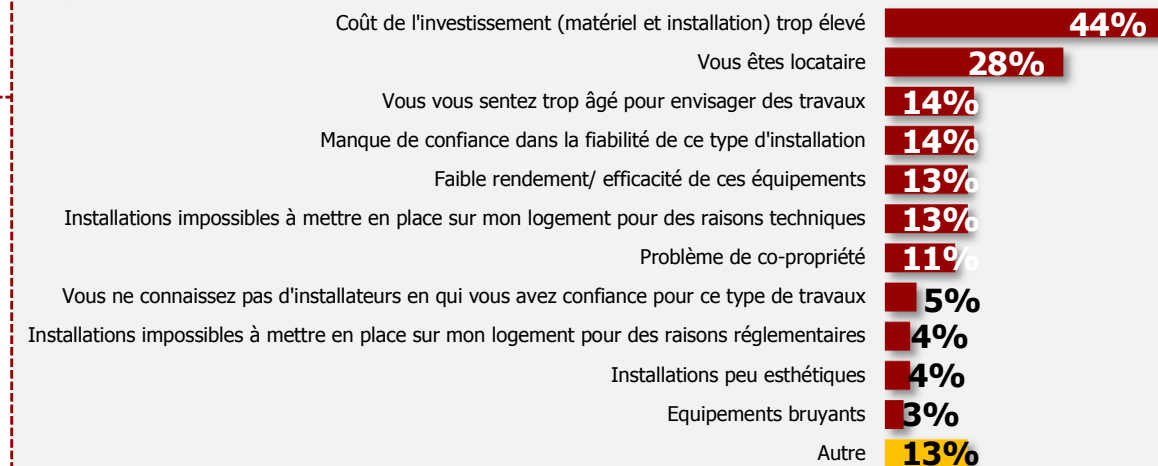 Coût de l'investissement (matériel et installation) trop élevé 44%
Vous êtes locataire 28%
Vous vous sentez trop âgé pour envisager des travaux 14%
Manque de confiance dans la fiabilité de ce type d'installation 14%
Faible rendement/ efficacité de ces équipements 13%
Installations impossibles à mettre en place sur mon logement pour des raisons techniques 13%
Problème de co-propriété 11%
Vous ne connaissez pas d'installateurs en qui vous avez confiance pour ce type de travaux 5%
Installations impossibles à mettre en place sur mon logement pour des raisons réglementaires 4%
Installations peu esthétiques 4%
Equipements bruyants 3%
Autre 13%